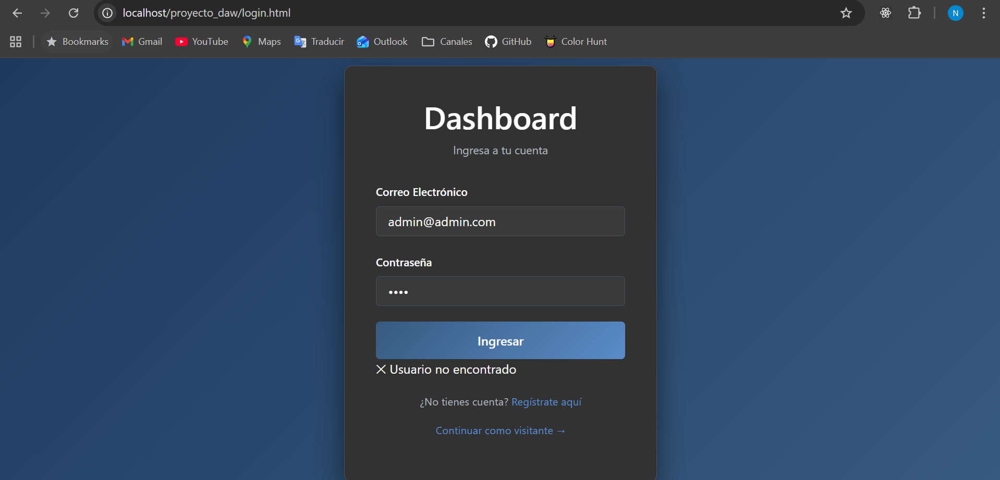 localhost/proyecto_daw/login.html
N
Bookmarks Gmail YouTube Maps Traducir Outlook Canales GitHub Color Hunt
Dashboard
Ingresa a tu cuenta
Correo Electrónico
admin@admin.com
Contraseña
••••
Ingresar
Usuario no encontrado
¿No tienes cuenta? Regístrate aquí
Continuar como visitante →